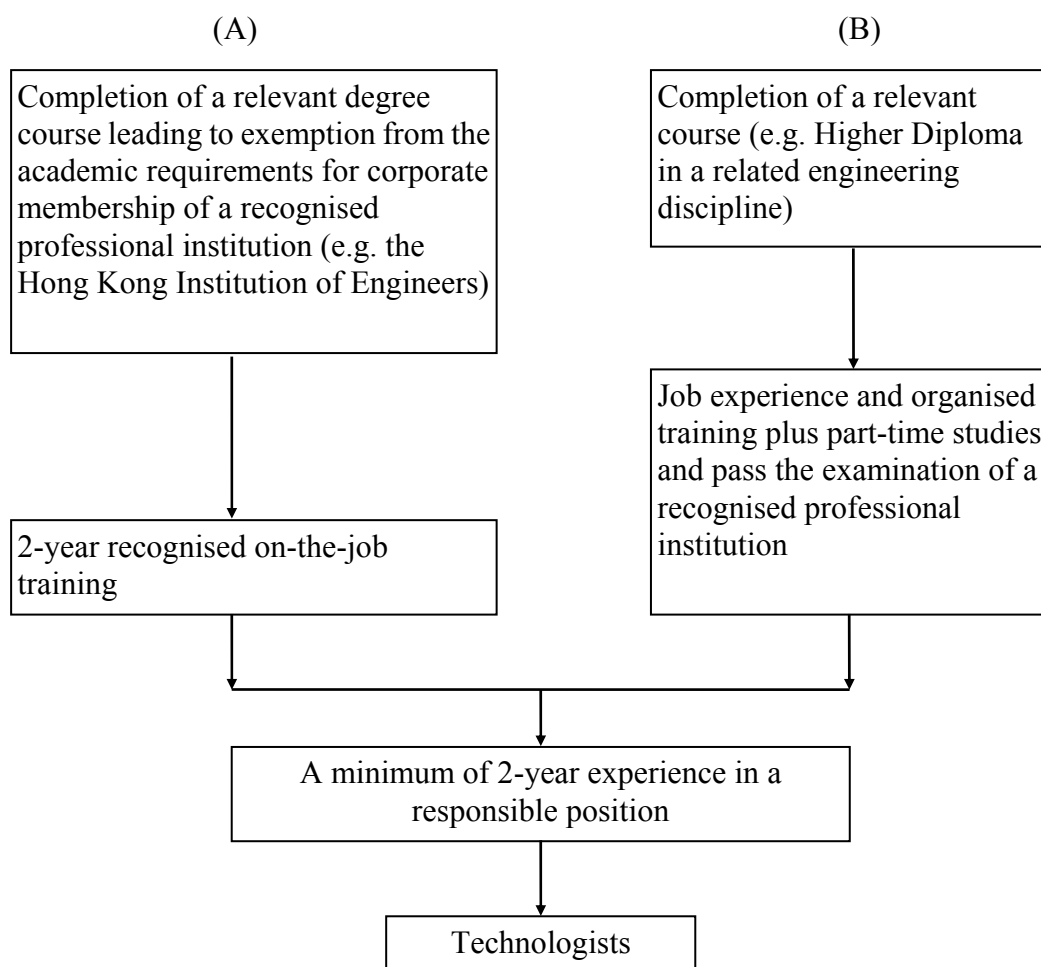 (A)
Completion of a relevant degree
course leading to exemption from the
academic requirements for corporate
membership of a recognised
professional institution (e.g. the
Hong Kong Institution of Engineers)
2-year recognised on-the-job
training
(B)
Completion of a relevant
course (e.g. Higher Diploma
in a related engineering
discipline)
Job experience and organised
training plus part-time studies
and pass the examination of a
recognised professional
institution
A minimum of 2-year experience in a
responsible position
Technologists